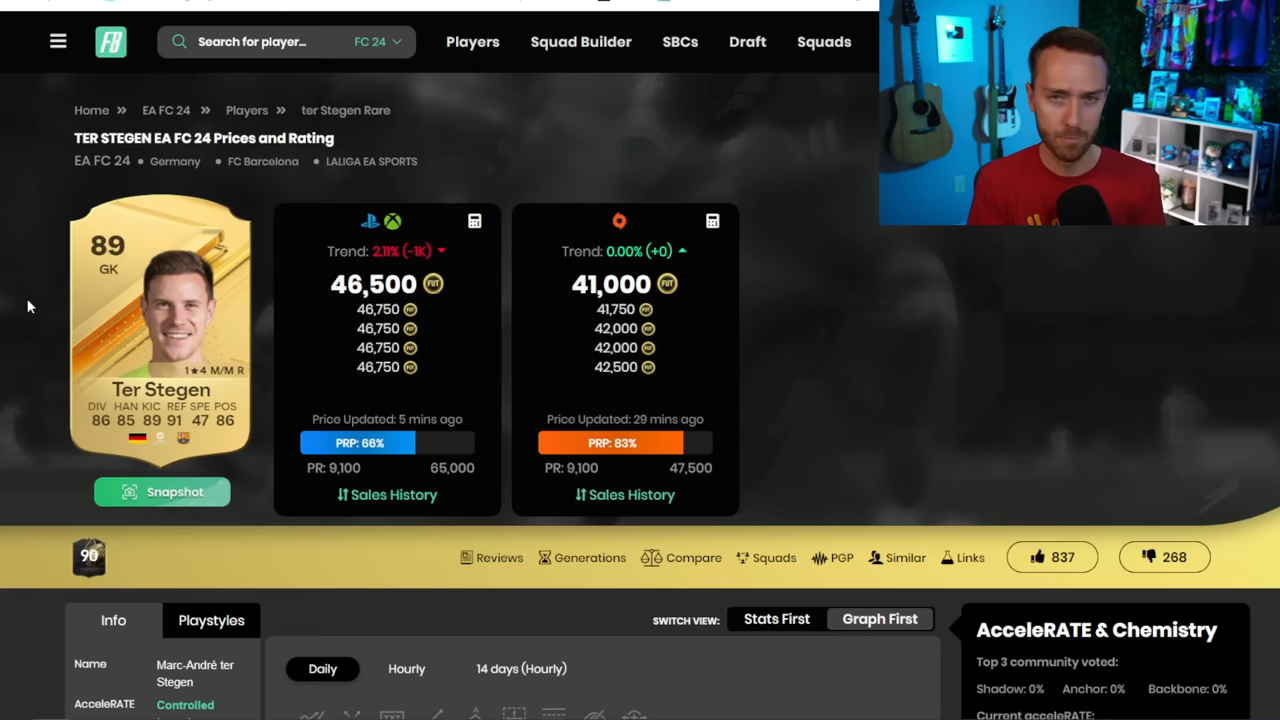 FB
Search for player...
FC 24
Players
Squad Builder
SBCs
Draft
Squads
Home » EA FC 24 » Players » ter Stegen Rare
TER STEGEN EA FC 24 Prices and Rating
EA FC 24 • Germany • FC Barcelona • LALIGA EA SPORTS
89
GK
1★4 M/M R
Ter Stegen
DIV HAN KIC REF SPE POS
86 85 89 91 47 86
Snapshot
Trend: 2.11% (-1K)
46,500
46,750
46,750
46,750
46,750
Price Updated: 5 mins ago
PRP: 66%
PR: 9,100 65,000
Sales History
Trend: 0.00% (+0)
41,000
41,750
42,000
42,000
42,500
Price Updated: 29 mins ago
PRP: 83%
PR: 9,100 47,500
Sales History
90
Reviews
Generations
Compare
Squads
PGP
Similar
Links
837
268
Info
Playstyles
Name Marc-André ter
Stegen
AcceleRATE Controlled
SWITCH VIEW: Stats First Graph First
Daily Hourly 14 days (Hourly)
TXT
AcceleRATE & Chemistry
Top 3 community voted:
Shadow: 0% Anchor: 0% Backbone: 0%
Current acceleRATE: